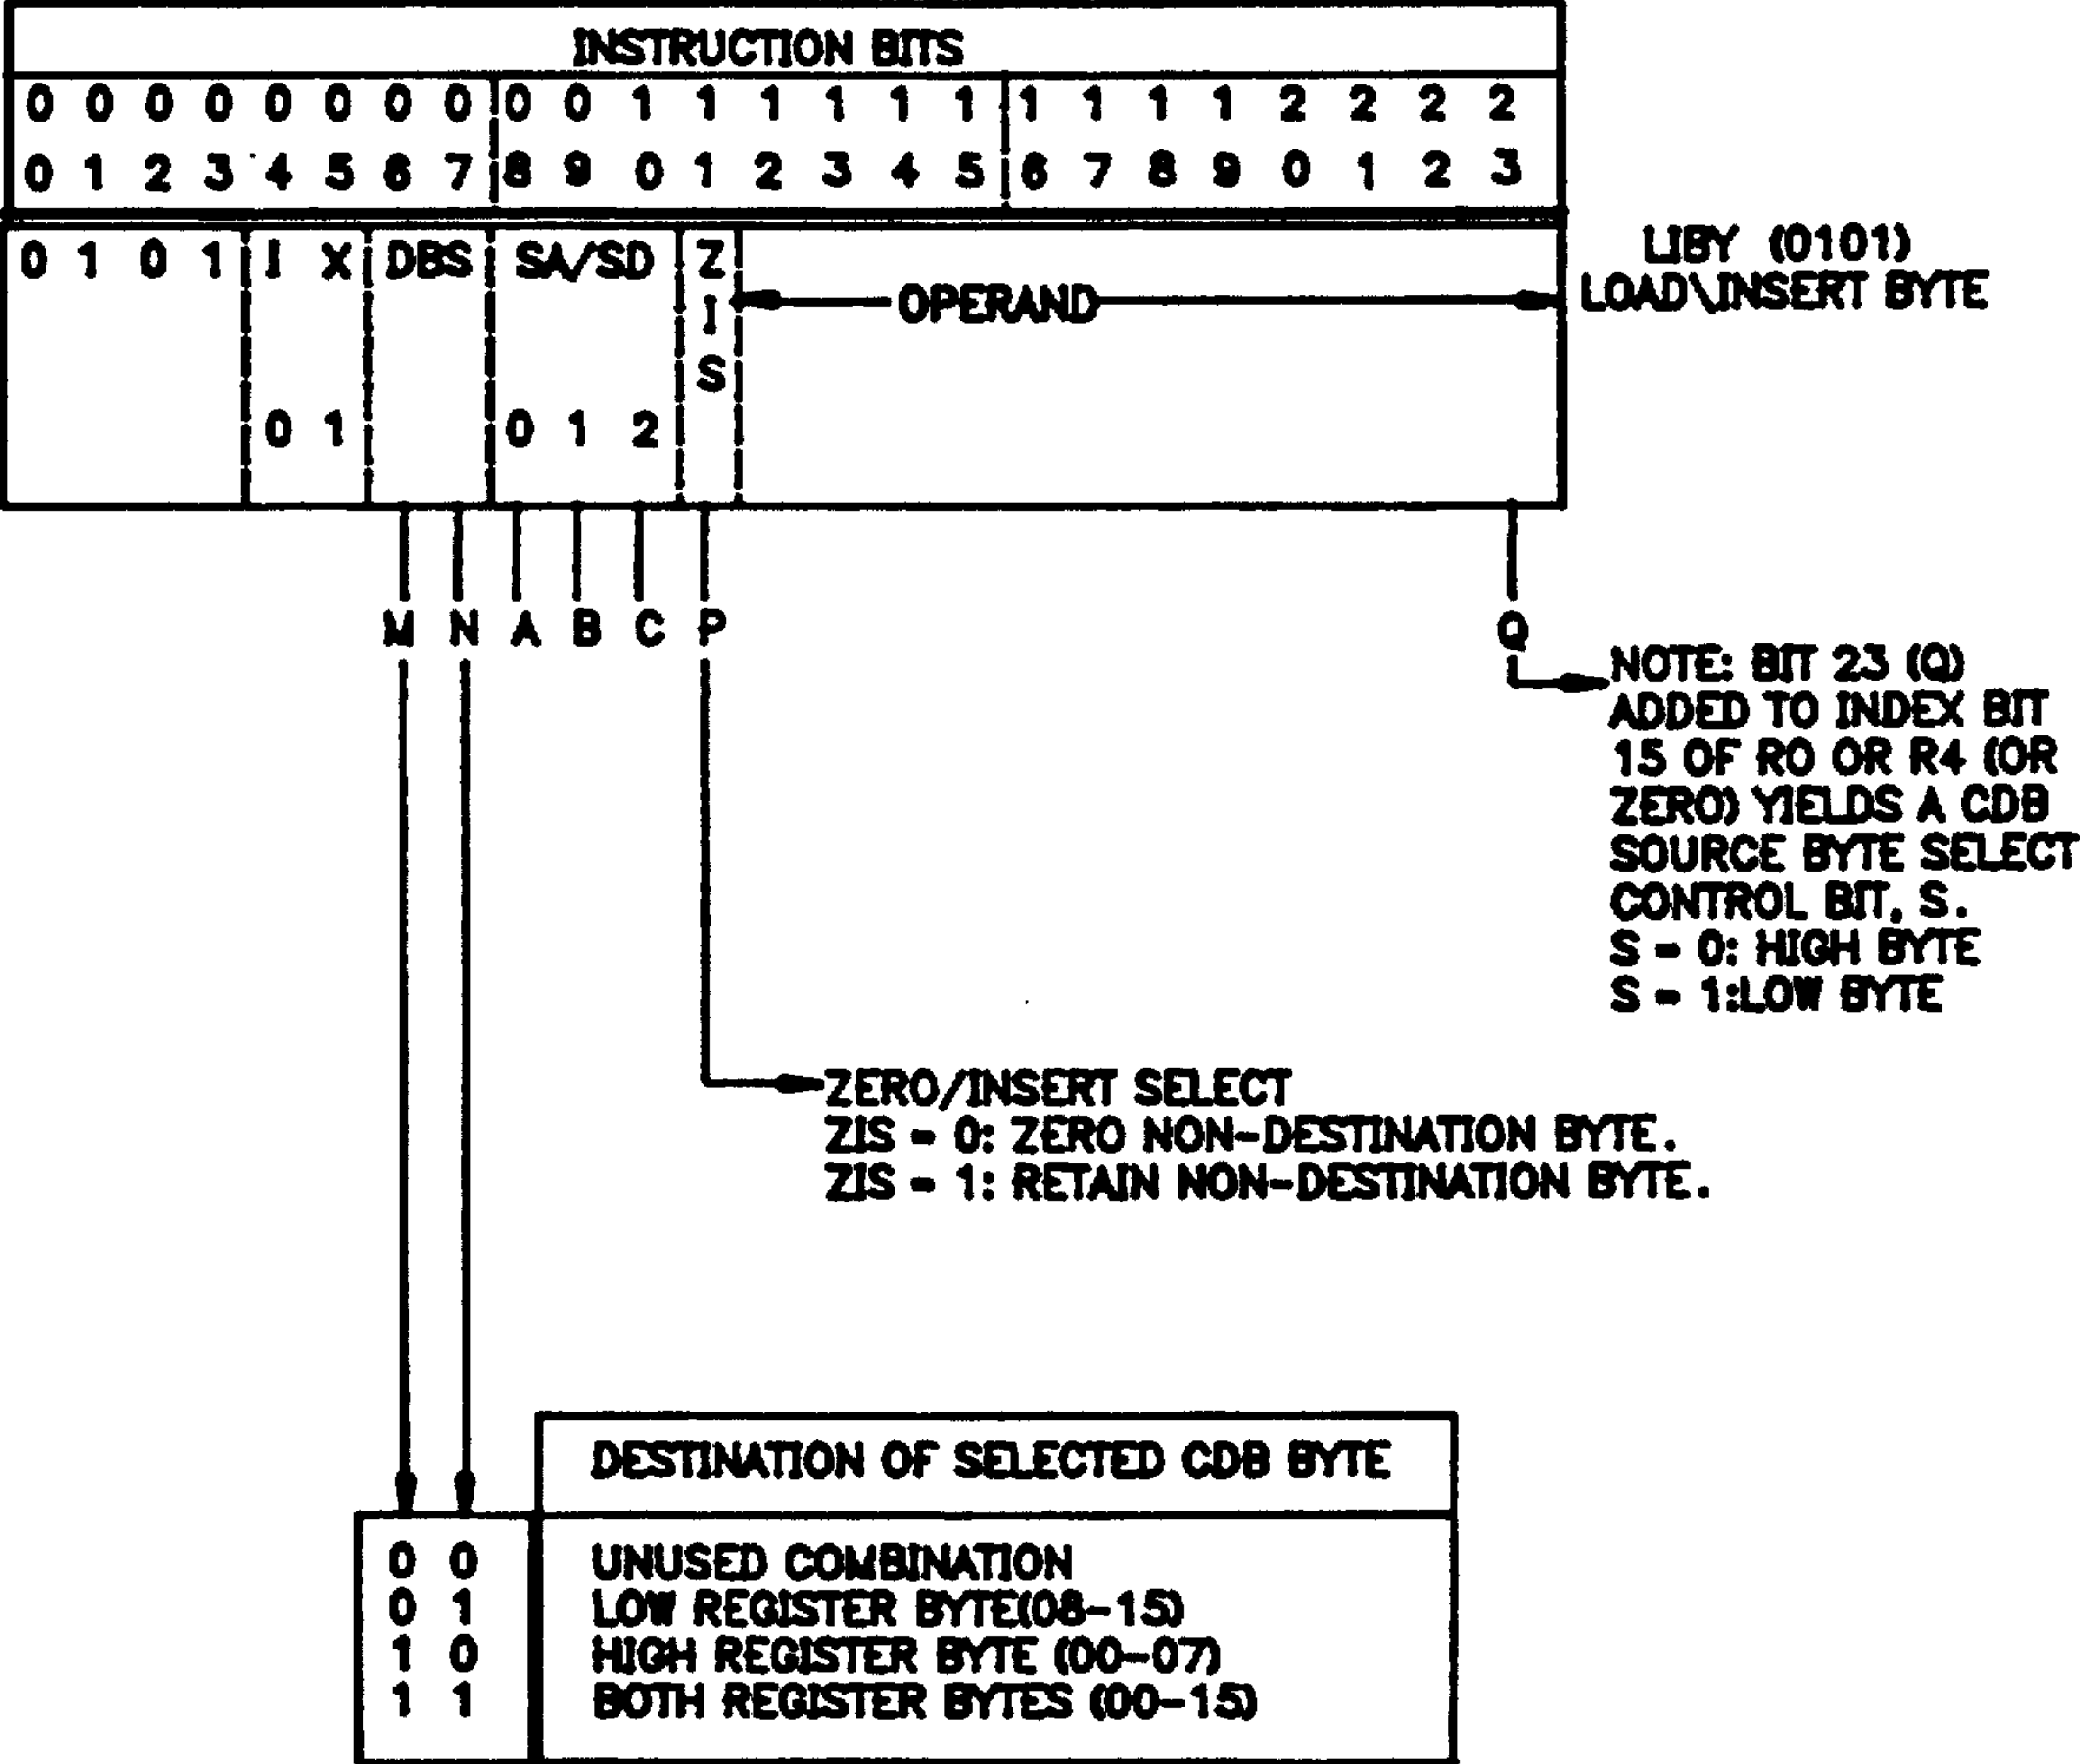 INSTRUCTION BITS
0 0 0 0 0 0 0 0 0 0 1 1 1 1 1 1 1 1 1 1 2 2 2 2
0 1 2 3 4 5 6 7 8 9 0 1 2 3 4 5 6 7 8 9 0 1 2 3
0 1 0 1 I X DBS SA/SD Z
I
S
OPERAND
0 1 0 1 2
LIBY (0101)
LOAD\INSERT BYTE
M N A B C P Q
NOTE: BIT 23 (Q)
ADDED TO INDEX BIT
15 OF R0 OR R4 (OR
ZERO) YIELDS A CDB
SOURCE BYTE SELECT
CONTROL BIT, S.
S = 0: HIGH BYTE
S = 1:LOW BYTE
ZERO/INSERT SELECT
ZIS = 0: ZERO NON-DESTINATION BYTE.
ZIS = 1: RETAIN NON-DESTINATION BYTE.
DESTINATION OF SELECTED CDB BYTE
0 0 UNUSED COMBINATION
0 1 LOW REGISTER BYTE(08-15)
1 0 HIGH REGISTER BYTE (00-07)
1 1 BOTH REGISTER BYTES (00-15)